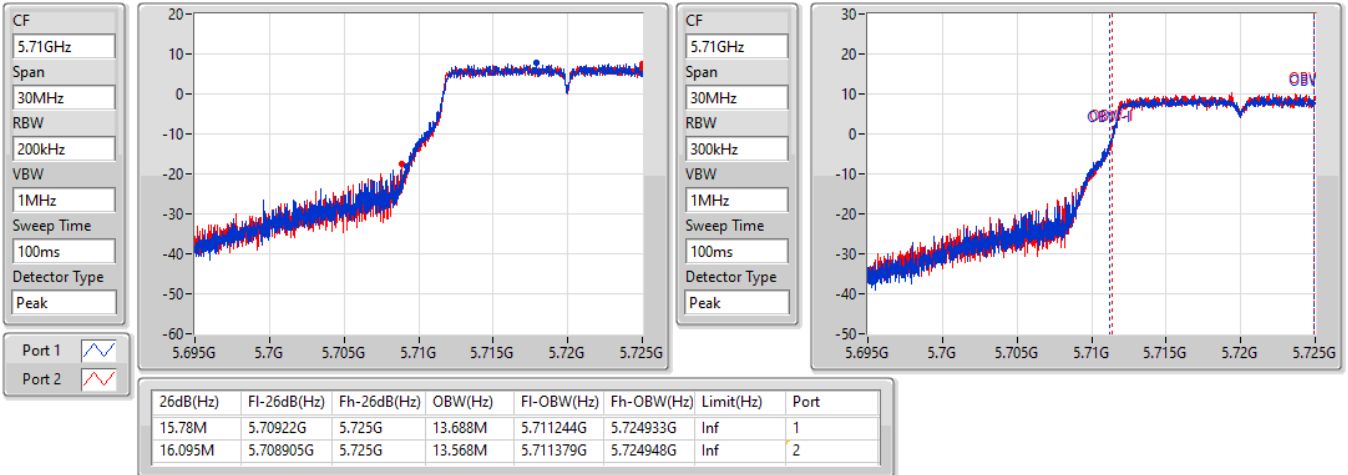 CF
5.71GHz
Span
30MHz
RBW
200kHz
VBW
1MHz
Sweep Time
100ms
Detector Type
Peak
20
10
0
-10
-20
-30
-40
-50
-60
5.695G 5.7G 5.705G 5.71G 5.715G 5.72G 5.725G
CF
5.71GHz
Span
30MHz
RBW
300kHz
VBW
1MHz
Sweep Time
100ms
Detector Type
Peak
30
20
10
0
-10
-20
-30
-40
-50
5.695G 5.7G 5.705G 5.71G 5.715G 5.72G 5.725G
Port 1
Port 2
26dB(Hz) Fl-26dB(Hz) Fh-26dB(Hz) OBW(Hz) Fl-OBW(Hz) Fh-OBW(Hz) Limit(Hz) Port
15.78M 5.70922G 5.725G 13.688M 5.711244G 5.724933G Inf 1
16.095M 5.708905G 5.725G 13.568M 5.711379G 5.724948G Inf 2